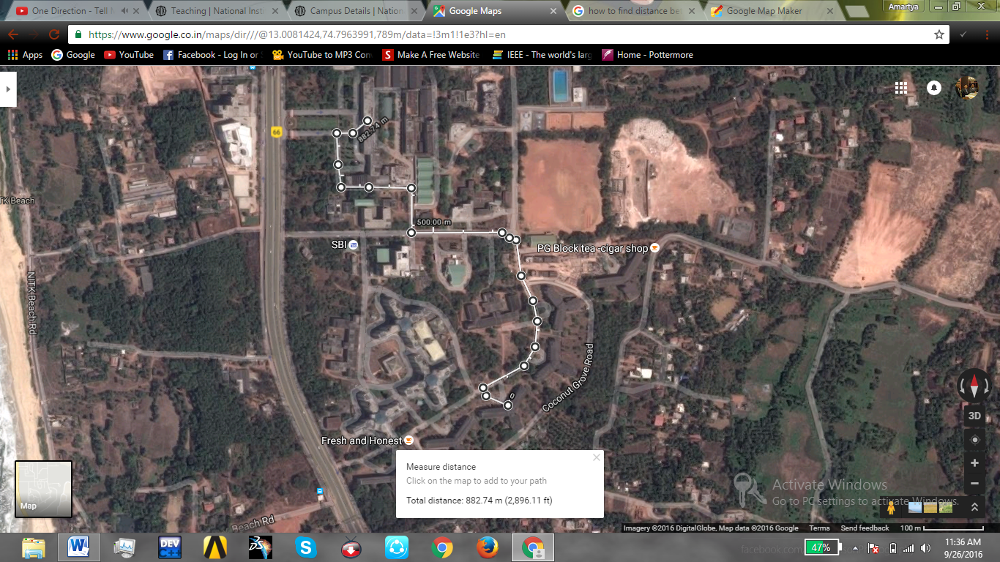 One Direction - Tell M
Teaching | National Insti
Campus Details | Nation
Google Maps
how to find distance be
Google Map Maker
Amartya
https://www.google.co.in/maps/dir///@13.0081424,74.7963991,789m/data=!3m1!1e3?hl=en
Apps
Google
YouTube
Facebook - Log In or
YouTube to MP3 Con
Make A Free Website
IEEE - The world's larg
Home - Pottermore
66
882.74 m
TK Beach
500.00 m
SBI
PG Block tea -cigar shop
NITK Beach Rd
Coconut Grove Road
0
3D
Fresh and Honest
Measure distance
Click on the map to add to your path
Total distance: 882.74 m (2,896.11 ft)
Map
Beach Rd
Activate Windows
Go to PC settings to activate Windows.
Imagery ©2016 DigitalGlobe, Map data ©2016 Google
Terms
Send feedback
100 m
W
DEV
C++
S
47%
11:36 AM
9/26/2016